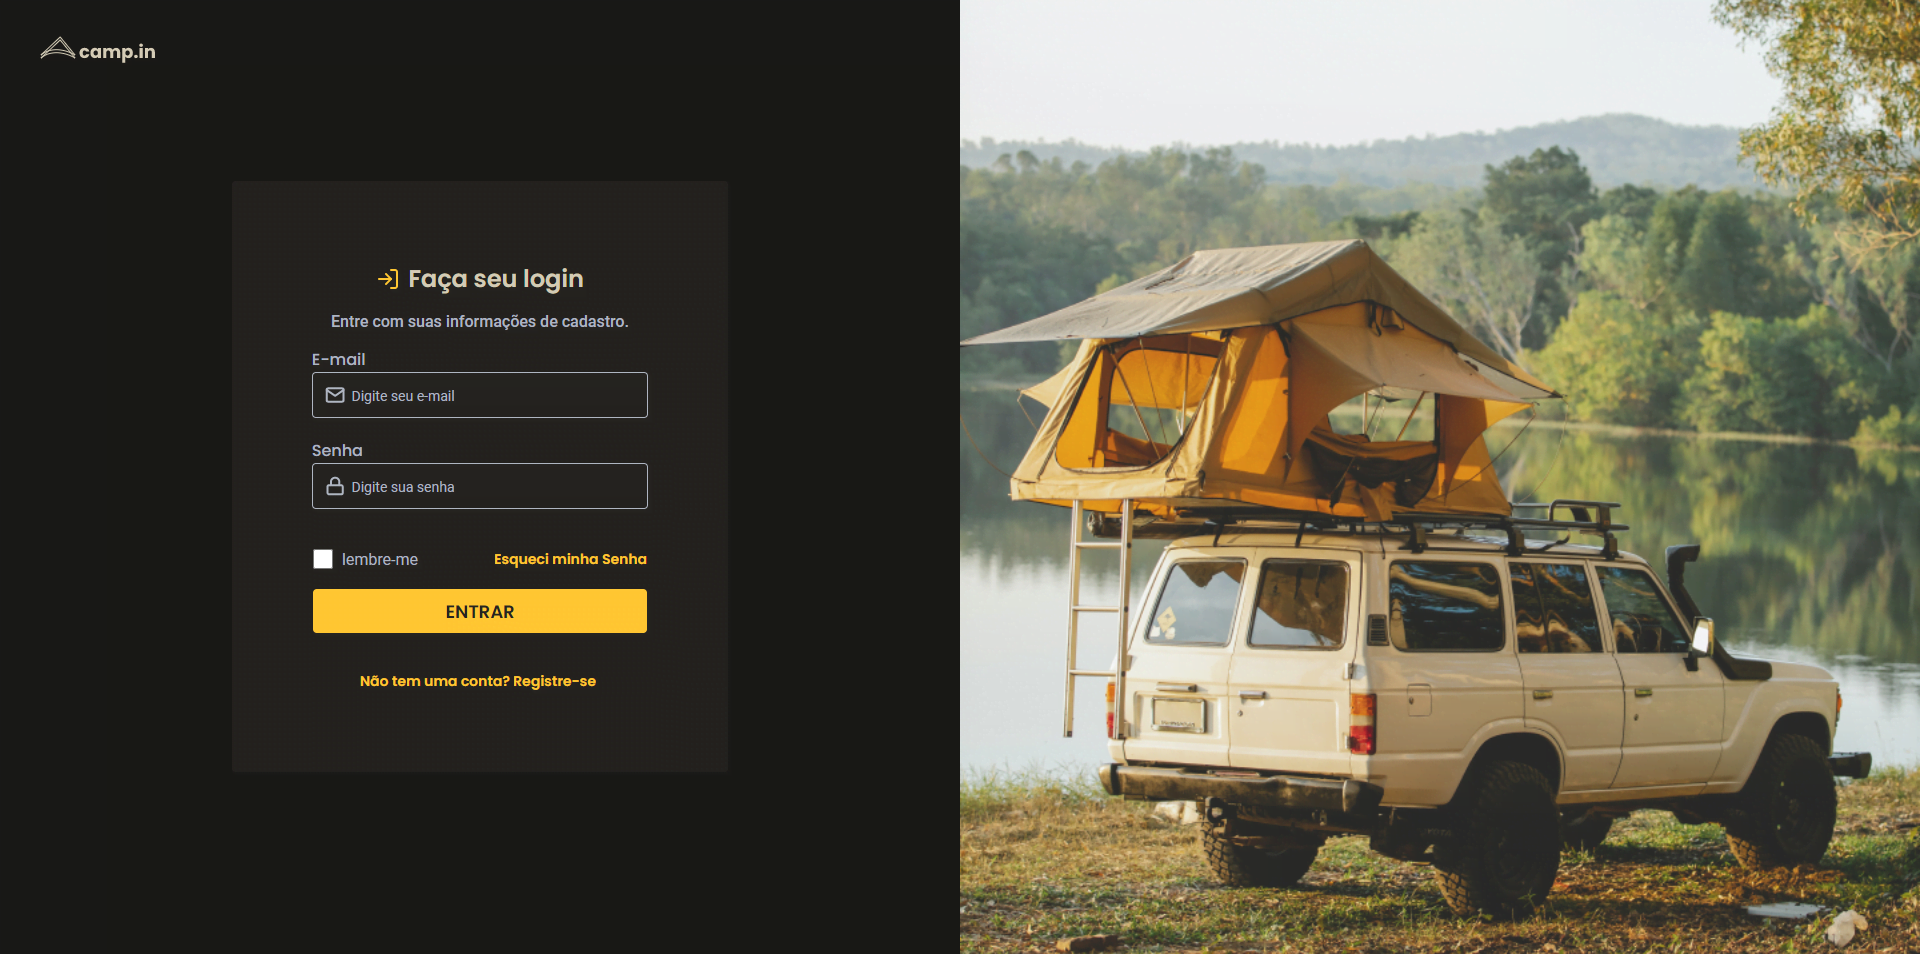 camp.in
Faça seu login
Entre com suas informações de cadastro.
E-mail
Digite seu e-mail
Senha
Digite sua senha
lembre-me
Esqueci minha Senha
ENTRAR
Não tem uma conta? Registre-se